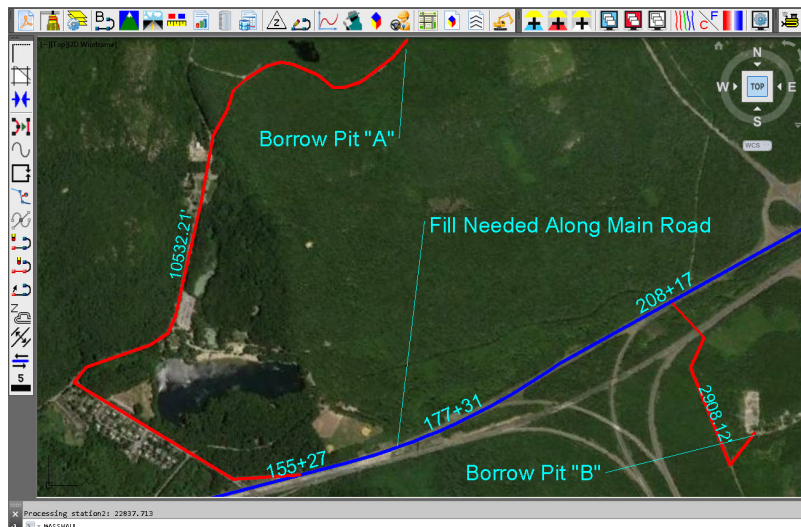 [−][Top][2D Wireframe]
N
W
TOP
E
S
WCS
Borrow Pit "A"
10532.21'
Fill Needed Along Main Road
208+17
177+31
2908.12'
155+27
Borrow Pit "B"
5
Processing station2: 22837.713
MASSHAUL